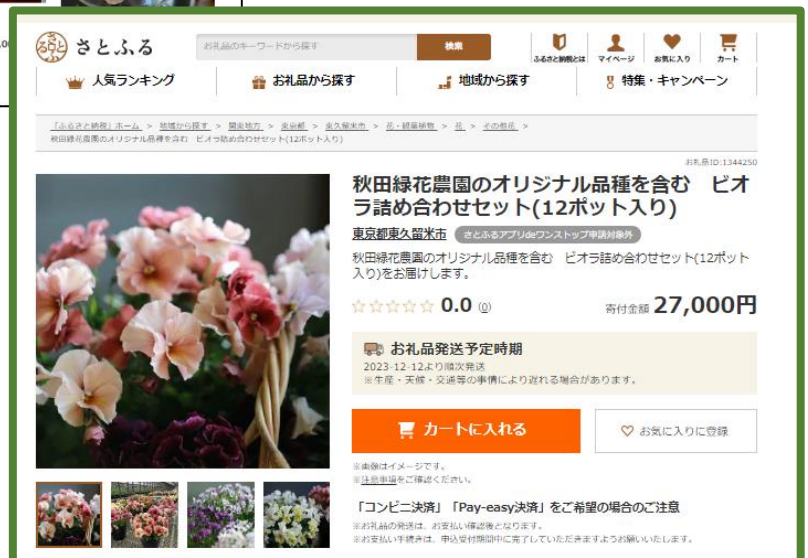 さとふる
お礼品のキーワードから探す
検索
ふるさと納税とは
マイページ
お気に入り
カート
人気ランキング
お礼品から探す
地域から探す
特集・キャンペーン
「ふるさと納税」ホーム > 地域から探す > 関東地方 > 東京都 > 東久留米市 > 花・観葉植物 > 花 > その他花 >
秋田緑花農園のオリジナル品種を含む ビオラ詰め合わせセット(12ポット入り)
お礼品ID:1344250
秋田緑花農園のオリジナル品種を含む ビオ
ラ詰め合わせセット(12ポット入り)
東京都東久留米市 さとふるアプリdeワンストップ申請対象外
秋田緑花農園のオリジナル品種を含む ビオラ詰め合わせセット(12ポット
入り)をお届けします。
☆☆☆☆☆ 0.0 (0)
寄付金額 27,000円
お礼品発送予定時期
2023-12-12より順次発送
※生産・天候・交通等の事情により遅れる場合があります。
カートに入れる
お気に入りに登録
※画像はイメージです。
※注意事項をご確認ください。
「コンビニ決済」「Pay-easy決済」をご希望の場合のご注意
※お礼品の発送は、お支払い確認後となります。
※お支払い手続きは、申込受付期間中に完了していただきますようお願いいたします。